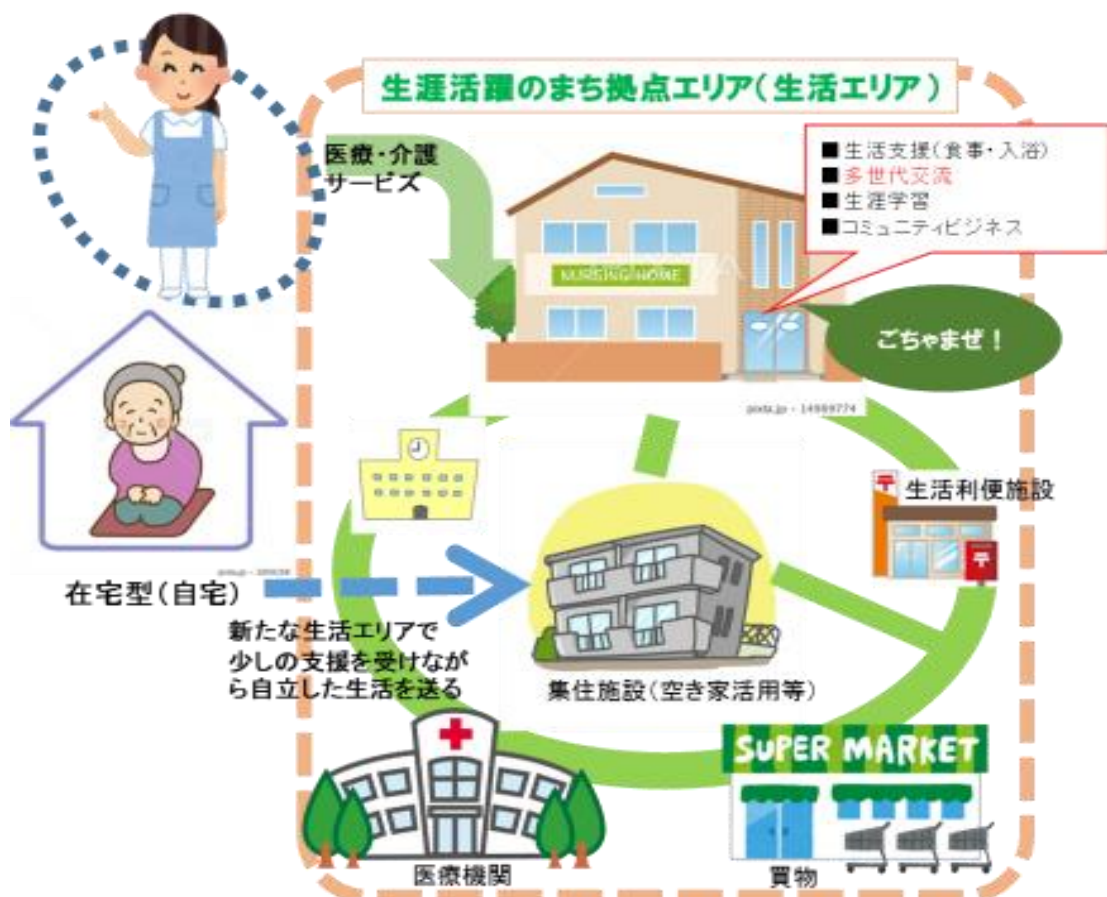 生涯活躍のまち拠点エリア(生活エリア)
医療・介護
サービズ
■生活支援(食事・入浴)
■多世代交流
■生涯学習
■コミュニティビジネス
NURSING HOME
ごちゃまぜ!
pixta.jp - 14989774
〒 生活利便施設
〒
在宅型(自宅)
新たな生活エリアで
少しの支援を受けなが
ら自立した生活を送る
集住施設(空き家活用等)
SUPER MARKET
医療機関
買物